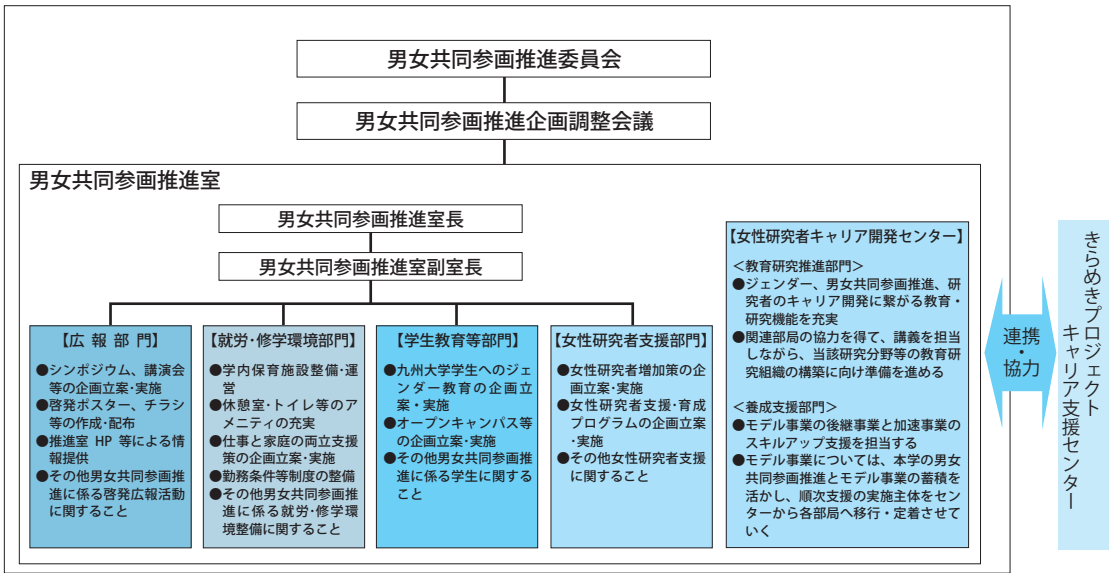 男女共同参画推進委員会
男女共同参画推進企画調整会議
男女共同参画推進室
男女共同参画推進室長
男女共同参画推進室副室長
【広 報 部 門】
●シンポジウム、講演会
等の企画立案･実施
●啓発ポスター、チラシ
等の作成･配布
●推進室 HP 等による情
報提供
●その他男女共同参画推
進に係る啓発広報活動
に関すること
【就労･修学環境部門】
●学内保育施設整備･運
営
●休憩室･トイレ等のア
メニティの充実
●仕事と家庭の両立支援
策の企画立案･実施
●勤務条件等制度の整備
●その他男女共同参画推
進に係る就労･修学環
境整備に関すること
【学生教育等部門】
●九州大学学生へのジェ
ンダー教育の企画立
案・実施
●オープンキャンパス等
の企画立案･実施
●その他男女共同参画推
進に係る学生に関する
こと
【女性研究者支援部門】
●女性研究者増加策の企
画立案･実施
●女性研究者支援･育成
プログラムの企画立案
･実施
●その他女性研究者支援
に関すること
【女性研究者キャリア開発センター】
＜教育研究推進部門＞
●ジェンダー、男女共同参画推進、研
究者のキャリア開発に繋がる教育・
研究機能を充実
●関連部局の協力を得て、講義を担当
しながら、当該研究分野等の教育研
究組織の構築に向け準備を進める
＜養成支援部門＞
●モデル事業の後継事業と加速事業の
スキルアップ支援を担当する
●モデル事業については、本学の男女
共同参画推進とモデル事業の蓄積を
活かし、順次支援の実施主体をセン
ターから各部局へ移行・定着させて
いく
連携
・
協力
きらめきプロジェクト
キャリア支援センター